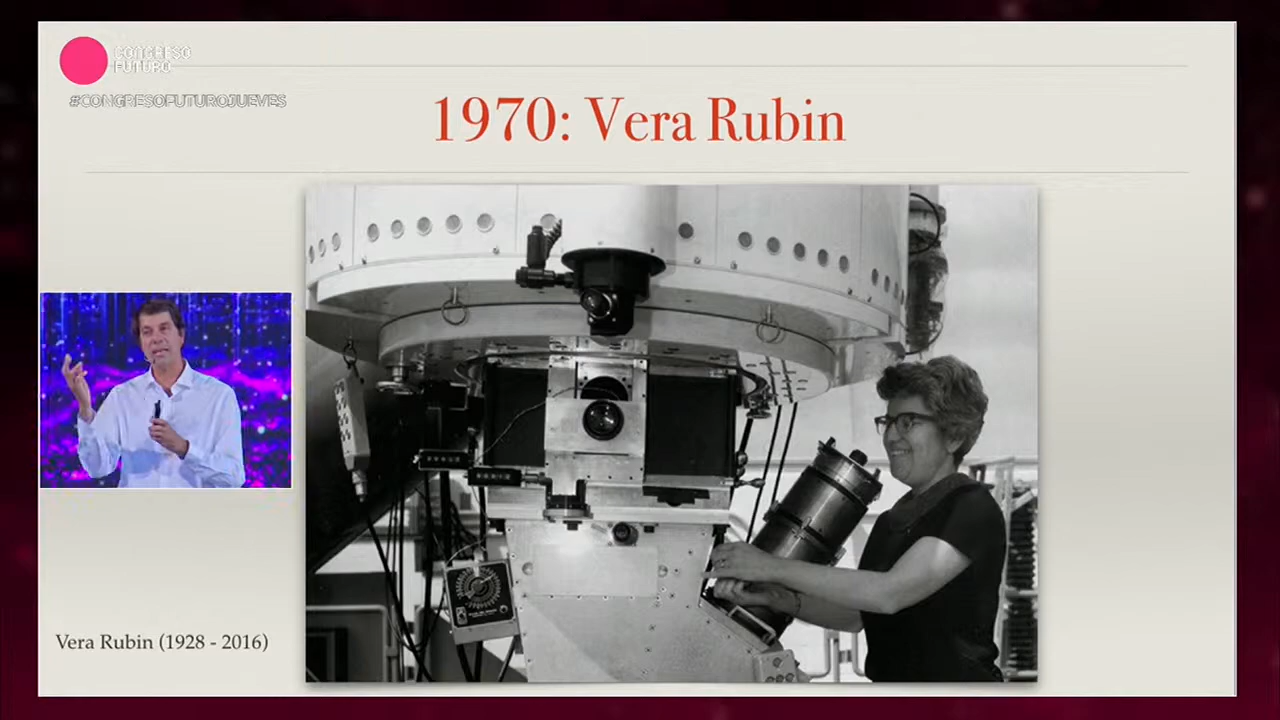 CONGRESO
FUTURO
#CONGRESOFUTUROJUEVES
1970: Vera Rubin
Vera Rubin (1928 - 2016)